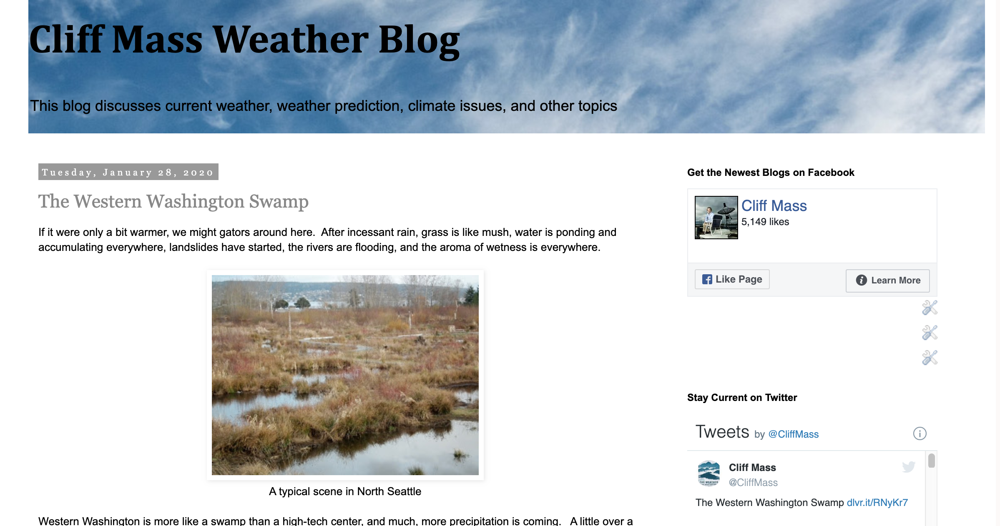 Cliff Mass Weather Blog
This blog discusses current weather, weather prediction, climate issues, and other topics
Tuesday, January 28, 2020
The Western Washington Swamp
If it were only a bit warmer, we might gators around here.  After incessant rain, grass is like mush, water is ponding and
accumulating everywhere, landslides have started, the rivers are flooding, and the aroma of wetness is everywhere.
A typical scene in North Seattle
Western Washington is more like a swamp than a high-tech center, and much, more precipitation is coming.   A little over a
Get the Newest Blogs on Facebook
Cliff Mass
5,149 likes
Like Page
Learn More
Stay Current on Twitter
Tweets by @CliffMass
Cliff Mass
@CliffMass
THE WEATHER
The Western Washington Swamp dlvr.it/RNyKr7